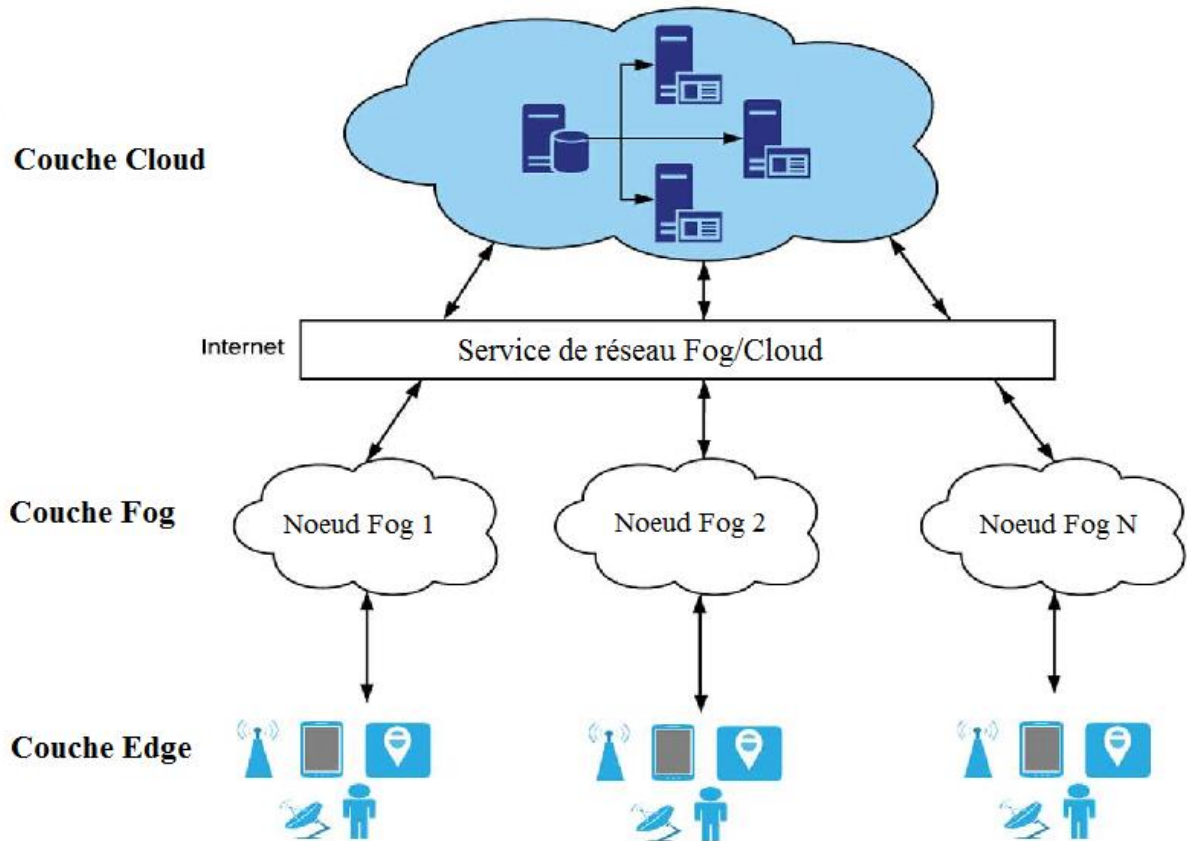 Couche Cloud
Internet
Service de réseau Fog/Cloud
Couche Fog
Noeud Fog 1
Noeud Fog 2
Noeud Fog N
Couche Edge